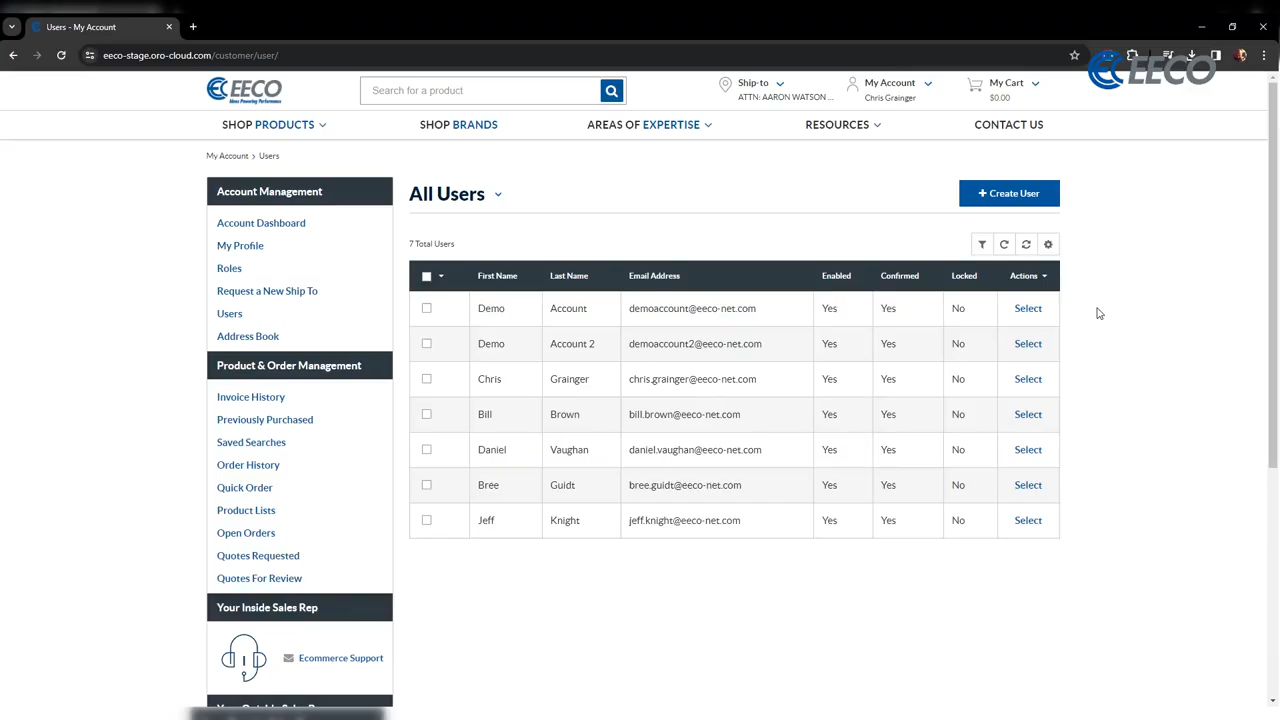 Users - My Account
eeco-stage.oro-cloud.com/customer/user/
EECO
EECO
Ideas Powering Performance
Search for a product
Ship-to
ATTN: AARON WATSON ...
My Account
Chris Grainger
My Cart
$0.00
SHOP PRODUCTS
SHOP BRANDS
AREAS OF EXPERTISE
RESOURCES
CONTACT US
My Account > Users
Account Management
Account Dashboard
My Profile
Roles
Request a New Ship To
Users
Address Book
Product & Order Management
Invoice History
Previously Purchased
Saved Searches
Order History
Quick Order
Product Lists
Open Orders
Quotes Requested
Quotes For Review
Your Inside Sales Rep
Ecommerce Support
All Users
+ Create User
7 Total Users
First Name Last Name Email Address Enabled Confirmed Locked Actions
Demo Account demoaccount@eeco-net.com Yes Yes No Select
Demo Account 2 demoaccount2@eeco-net.com Yes Yes No Select
Chris Grainger chris.grainger@eeco-net.com Yes Yes No Select
Bill Brown bill.brown@eeco-net.com Yes Yes No Select
Daniel Vaughan daniel.vaughan@eeco-net.com Yes Yes No Select
Bree Guidt bree.guidt@eeco-net.com Yes Yes No Select
Jeff Knight jeff.knight@eeco-net.com Yes Yes No Select